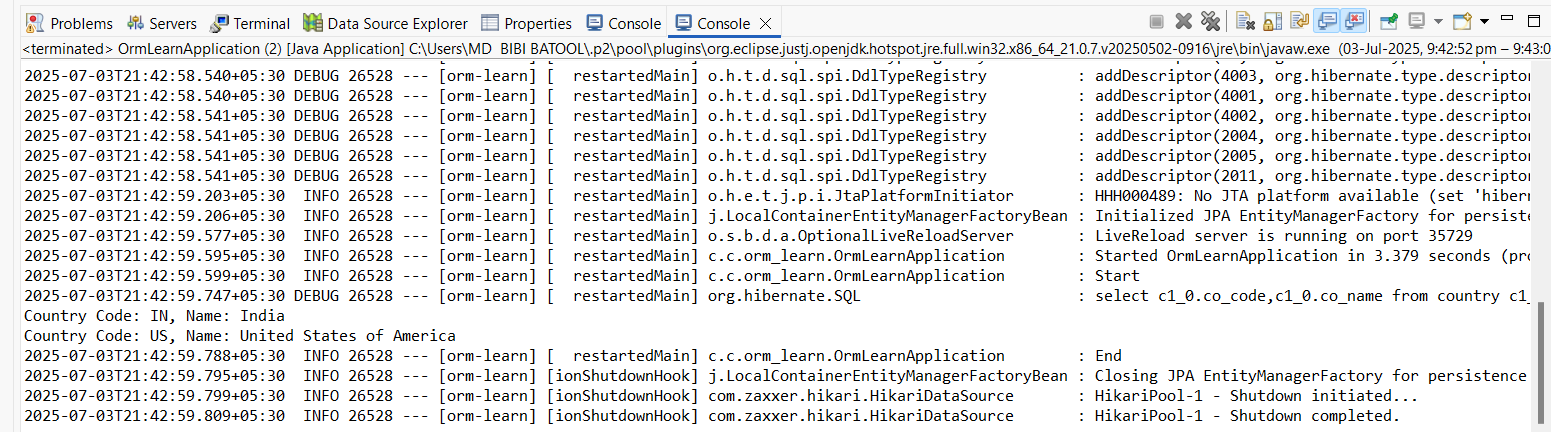 Problems Servers Terminal Data Source Explorer Properties Console Console
<terminated> OrmLearnApplication (2) [Java Application] C:\Users\MD BIBI BATOOL\.p2\pool\plugins\org.eclipse.justj.openjdk.hotspot.jre.full.win32.x86_64_21.0.7.v20250502-0916\jre\bin\javaw.exe (03-Jul-2025, 9:42:52 pm – 9:43:0
2025-07-03T21:42:58.540+05:30 DEBUG 26528 --- [orm-learn] [  restartedMain] o.h.t.d.sql.spi.DdlTypeRegistry          : addDescriptor(4003, org.hibernate.type.descripto
2025-07-03T21:42:58.540+05:30 DEBUG 26528 --- [orm-learn] [  restartedMain] o.h.t.d.sql.spi.DdlTypeRegistry          : addDescriptor(4001, org.hibernate.type.descripto
2025-07-03T21:42:58.541+05:30 DEBUG 26528 --- [orm-learn] [  restartedMain] o.h.t.d.sql.spi.DdlTypeRegistry          : addDescriptor(4002, org.hibernate.type.descripto
2025-07-03T21:42:58.541+05:30 DEBUG 26528 --- [orm-learn] [  restartedMain] o.h.t.d.sql.spi.DdlTypeRegistry          : addDescriptor(2004, org.hibernate.type.descripto
2025-07-03T21:42:58.541+05:30 DEBUG 26528 --- [orm-learn] [  restartedMain] o.h.t.d.sql.spi.DdlTypeRegistry          : addDescriptor(2005, org.hibernate.type.descripto
2025-07-03T21:42:58.541+05:30 DEBUG 26528 --- [orm-learn] [  restartedMain] o.h.t.d.sql.spi.DdlTypeRegistry          : addDescriptor(2011, org.hibernate.type.descripto
2025-07-03T21:42:59.203+05:30  INFO 26528 --- [orm-learn] [  restartedMain] o.h.e.t.j.p.i.JtaPlatformInitiator       : HHH000489: No JTA platform available (set 'hiber
2025-07-03T21:42:59.206+05:30  INFO 26528 --- [orm-learn] [  restartedMain] j.LocalContainerEntityManagerFactoryBean : Initialized JPA EntityManagerFactory for persiste
2025-07-03T21:42:59.577+05:30  INFO 26528 --- [orm-learn] [  restartedMain] o.s.b.d.a.OptionalLiveReloadServer       : LiveReload server is running on port 35729
2025-07-03T21:42:59.595+05:30  INFO 26528 --- [orm-learn] [  restartedMain] c.c.orm_learn.OrmLearnApplication        : Started OrmLearnApplication in 3.379 seconds (pro
2025-07-03T21:42:59.599+05:30  INFO 26528 --- [orm-learn] [  restartedMain] c.c.orm_learn.OrmLearnApplication        : Start
2025-07-03T21:42:59.747+05:30 DEBUG 26528 --- [orm-learn] [  restartedMain] org.hibernate.SQL                        : select c1_0.co_code,c1_0.co_name from country c1_
Country Code: IN, Name: India
Country Code: US, Name: United States of America
2025-07-03T21:42:59.788+05:30  INFO 26528 --- [orm-learn] [  restartedMain] c.c.orm_learn.OrmLearnApplication        : End
2025-07-03T21:42:59.795+05:30  INFO 26528 --- [orm-learn] [ionShutdownHook] j.LocalContainerEntityManagerFactoryBean : Closing JPA EntityManagerFactory for persistence
2025-07-03T21:42:59.799+05:30  INFO 26528 --- [orm-learn] [ionShutdownHook] com.zaxxer.hikari.HikariDataSource       : HikariPool-1 - Shutdown initiated...
2025-07-03T21:42:59.809+05:30  INFO 26528 --- [orm-learn] [ionShutdownHook] com.zaxxer.hikari.HikariDataSource       : HikariPool-1 - Shutdown completed.